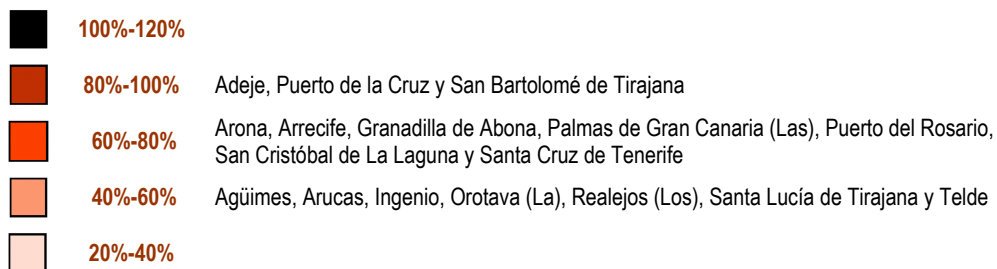 100%-120%
80%-100% Adeje, Puerto de la Cruz y San Bartolomé de Tirajana
60%-80% Arona, Arrecife, Granadilla de Abona, Palmas de Gran Canaria (Las), Puerto del Rosario,
San Cristóbal de La Laguna y Santa Cruz de Tenerife
40%-60% Agüimes, Arucas, Ingenio, Orotava (La), Realejos (Los), Santa Lucía de Tirajana y Telde
20%-40%